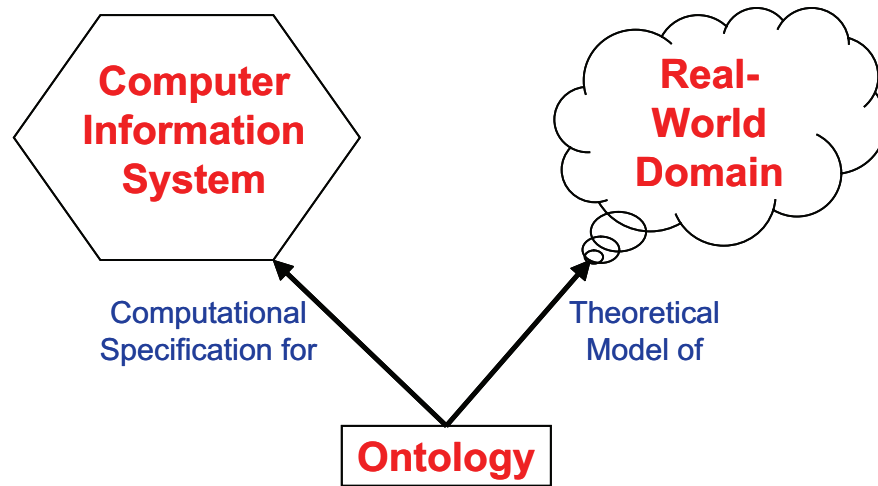 Computer
Information
System
Real-
World
Domain
Computational
Specification for
Theoretical
Model of
Ontology